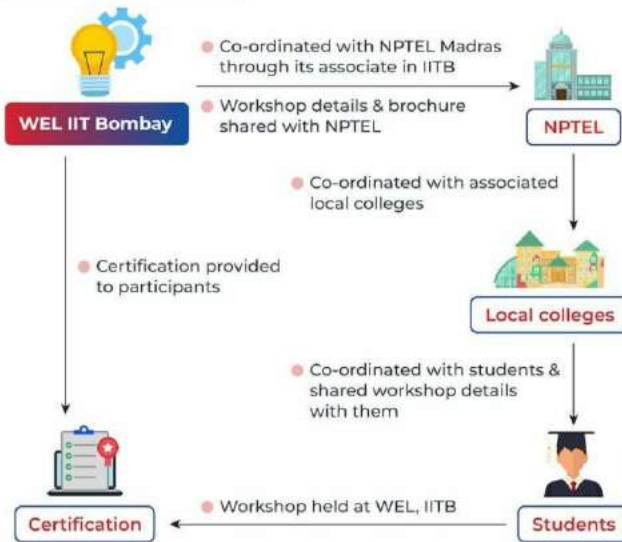 Co-ordinated with NPTEL Madras
through its associate in IITB
WEL IIT Bombay
Workshop details & brochure
shared with NPTEL
NPTEL
Co-ordinated with associated
local colleges
Certification provided
to participants
Local colleges
Co-ordinated with students &
shared workshop details
with them
Workshop held at WEL, IITB
Certification
Students